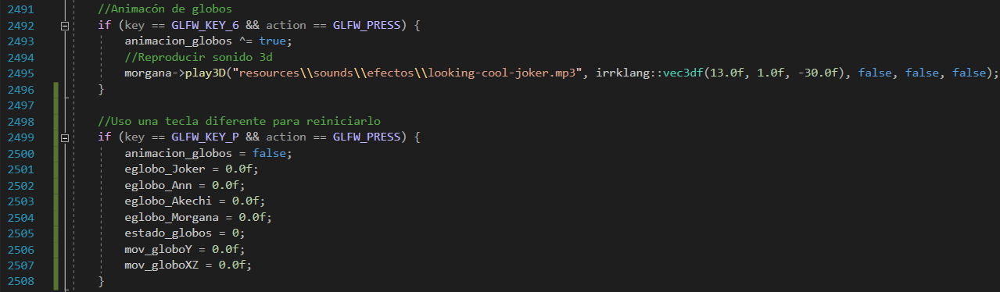 2491 //Animacón de globos
2492 if (key == GLFW_KEY_6 && action == GLFW_PRESS) {
2493 animacion_globos ^= true;
2494 //Reproducir sonido 3d
2495 morgana->play3D("resources\\sounds\\efectos\\looking-cool-joker.mp3", irrklang::vec3df(13.0f, 1.0f, -30.0f), false, false, false);
2496 }
2497
2498 //Uso una tecla diferente para reiniciarlo
2499 if (key == GLFW_KEY_P && action == GLFW_PRESS) {
2500 animacion_globos = false;
2501 eglobo_Joker = 0.0f;
2502 eglobo_Ann = 0.0f;
2503 eglobo_Akechi = 0.0f;
2504 eglobo_Morgana = 0.0f;
2505 estado_globos = 0;
2506 mov_globoY = 0.0f;
2507 mov_globoXZ = 0.0f;
2508 }